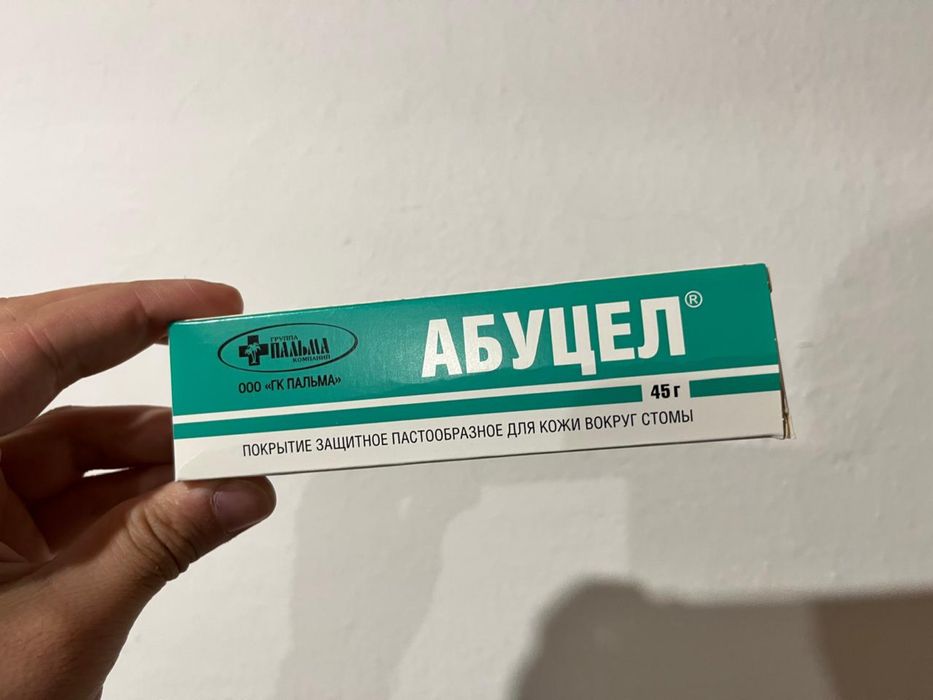 ГРУППА
ПАЛЬМА
КОМПАНИЙ
ООО «ГК ПАЛЬМА»
АБУЦЕЛ®
45 г
ПОКРЫТИЕ ЗАЩИТНОЕ ПАСТООБРАЗНОЕ ДЛЯ КОЖИ ВОКРУГ СТОМЫ